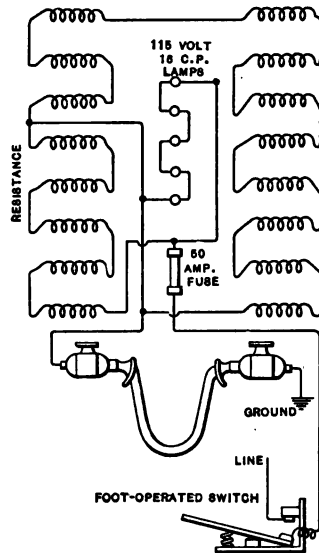 115 VOLT
16 C.P.
LAMPS
RESISTANCE
50
AMP.
FUSE
GROUND
LINE
FOOT-OPERATED SWITCH